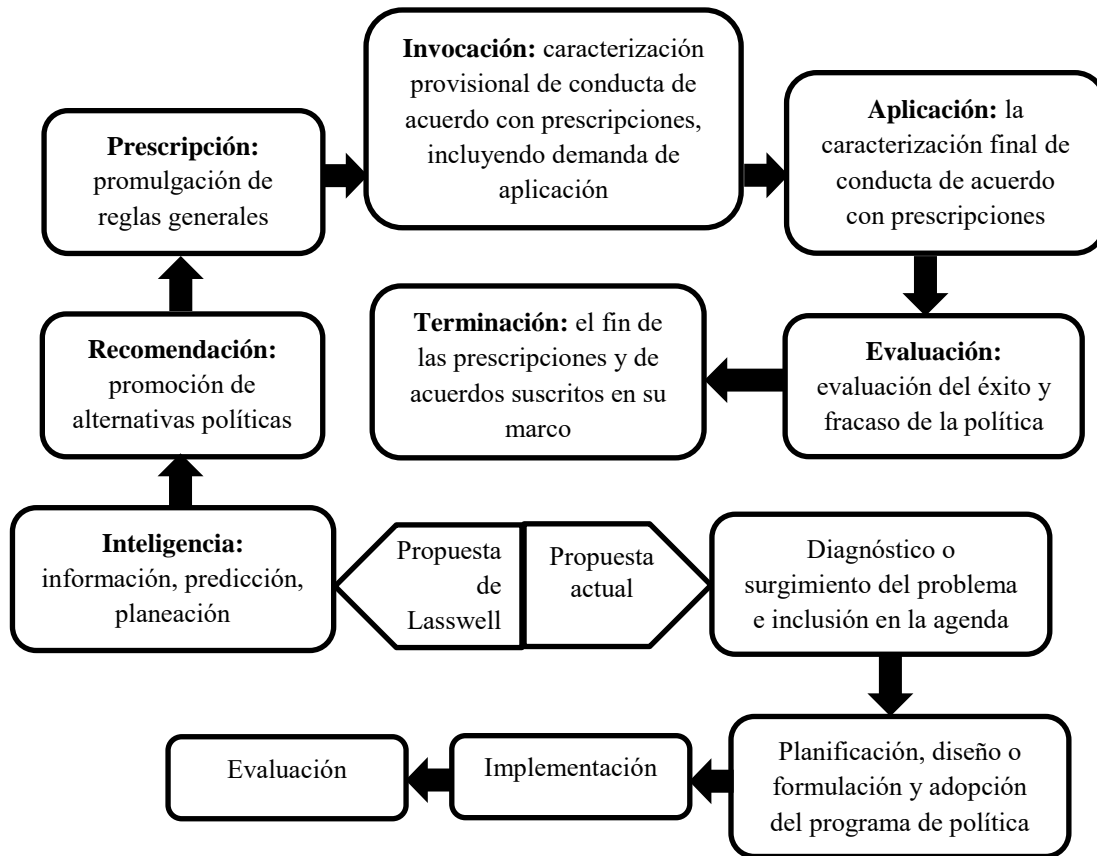 Prescripción:
promulgación de
reglas generales
Invocación: caracterización
provisional de conducta de
acuerdo con prescripciones,
incluyendo demanda de
aplicación
Aplicación: la
caracterización final de
conducta de acuerdo
con prescripciones
Recomendación:
promoción de
alternativas políticas
Terminación: el fin de
las prescripciones y de
acuerdos suscritos en su
marco
Evaluación:
evaluación del éxito y
fracaso de la política
Inteligencia:
información, predicción,
planeación
Propuesta
de
Lasswell
Propuesta
actual
Diagnóstico o
surgimiento del problema
e inclusión en la agenda
Evaluación
Implementación
Planificación, diseño o
formulación y adopción
del programa de política